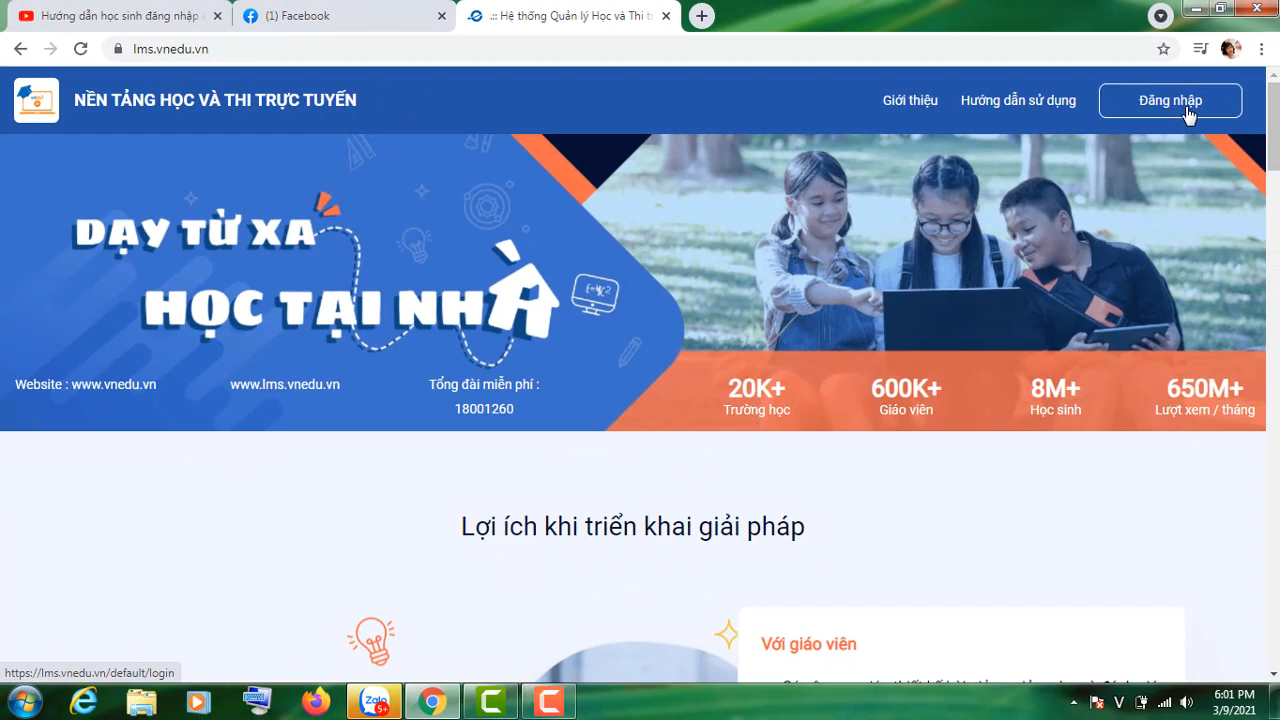 Hướng dẫn học sinh đăng nhập
(1) Facebook
.:: Hệ thống Quản lý Học và Thi tr
lms.vnedu.vn
NỀN TẢNG HỌC VÀ THI TRỰC TUYẾN
Giới thiệu
Hướng dẫn sử dụng
Đăng nhập
DẠY TỪ XA
HỌC TẠI NHÀ
E=MC²
Website : www.vnedu.vn
www.lms.vnedu.vn
Tổng đài miễn phí :
18001260
20K+
Trường học
600K+
Giáo viên
8M+
Học sinh
650M+
Lượt xem / tháng
Lợi ích khi triển khai giải pháp
Với giáo viên
https://lms.vnedu.vn/default/login
Zalo
5+
V
6:01 PM
3/9/2021